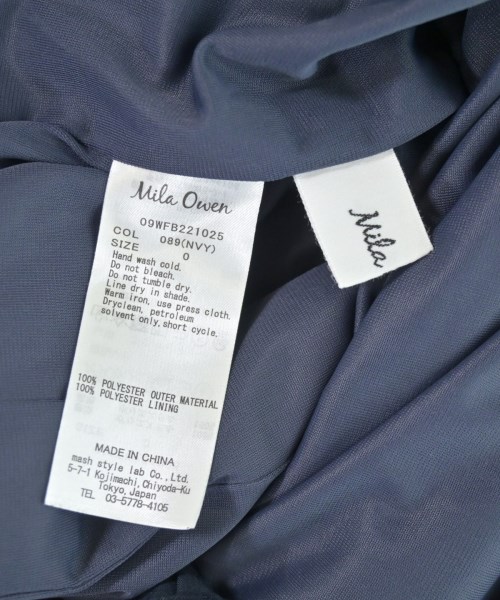 Mila Owen
09WFB221025
COL 089(NVY)
SIZE 0
Hand wash cold.
Do not bleach.
Do not tumble dry.
Line dry in shade.
Warm iron, use press cloth.
Dryclean, petroleum
solvent only, short cycle.
100% POLYESTER OUTER MATERIAL
100% POLYESTER LINING
MADE IN CHINA
mash style lab Co., Ltd.
5-7-1 Kojimachi, Chiyoda-Ku
Tokyo, Japan
TEL 03-5778-4105
Mila